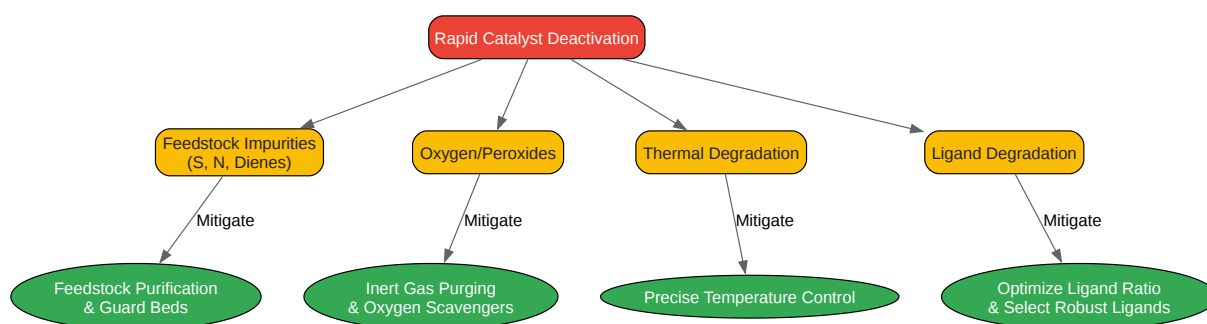 Rapid Catalyst Deactivation
Feedstock Impurities
(S, N, Dienes)
Oxygen/Peroxides
Thermal Degradation
Ligand Degradation
Mitigate
Mitigate
Mitigate
Mitigate
Feedstock Purification
& Guard Beds
Inert Gas Purging
& Oxygen Scavengers
Precise Temperature Control
Optimize Ligand Ratio
& Select Robust Ligands